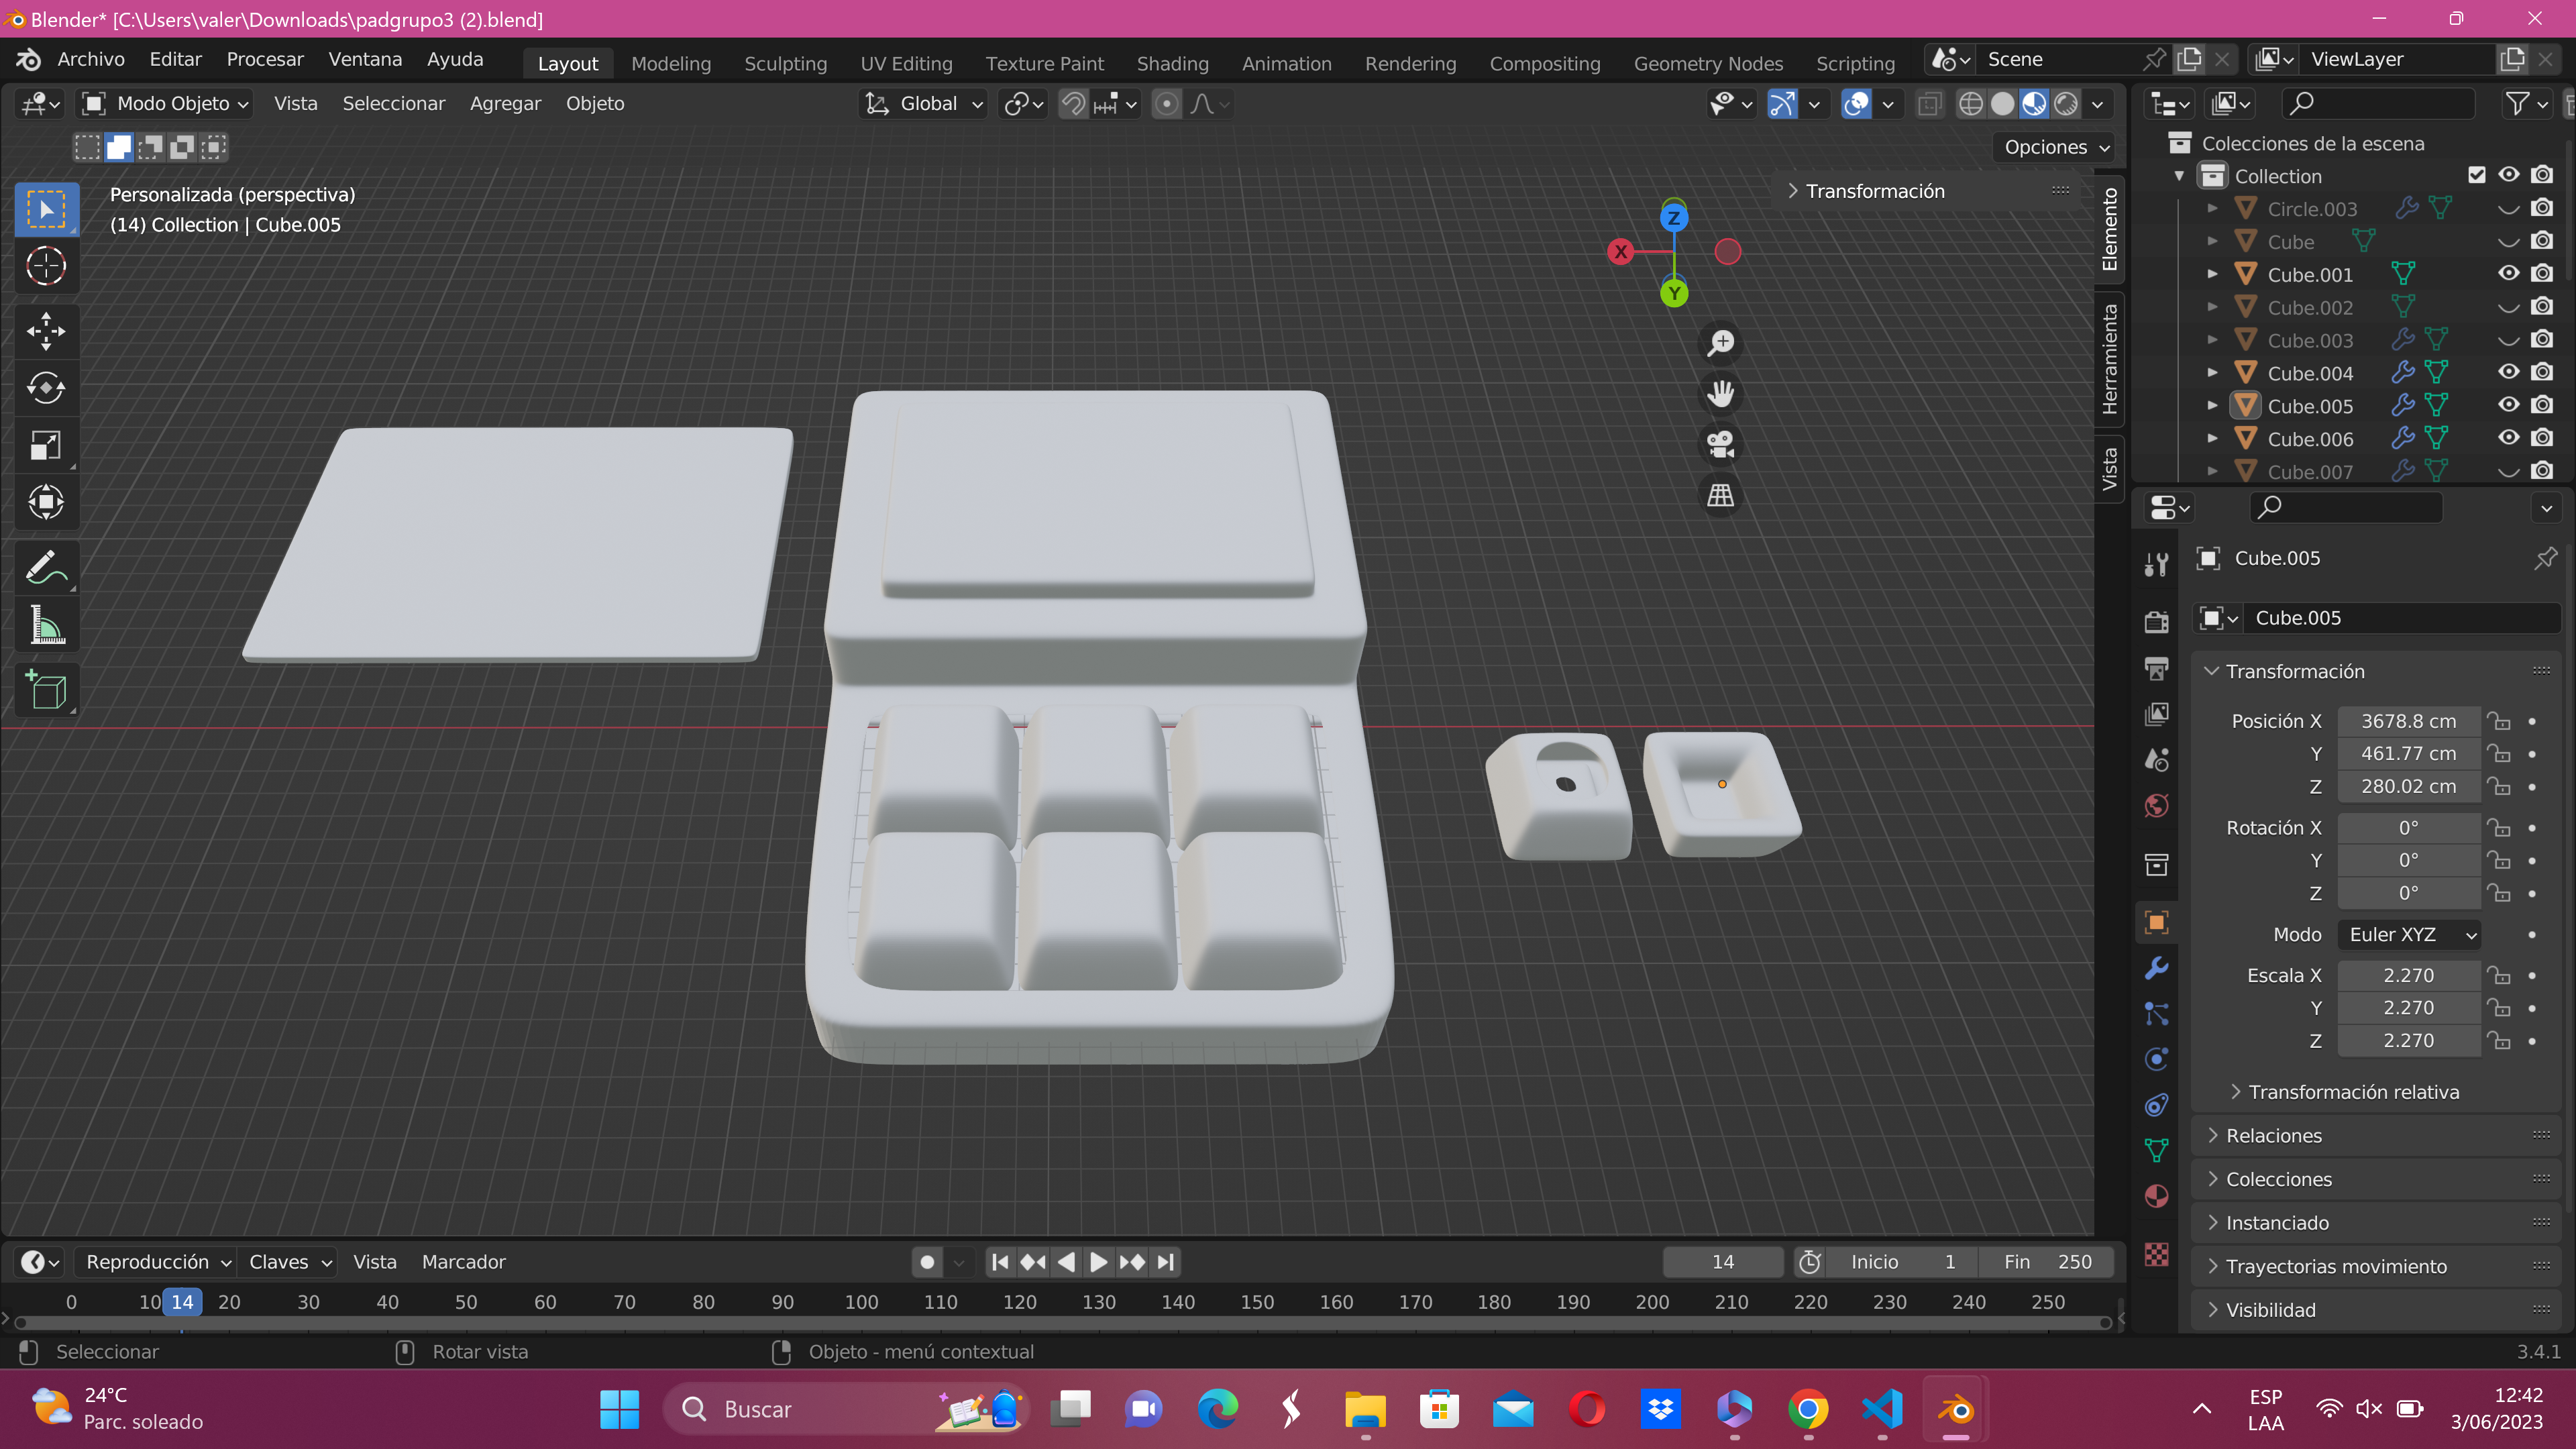 Blender* [C:\Users\valer\Downloads\padgrupo3 (2).blend]
Archivo Editar Procesar Ventana Ayuda
Layout Modeling Sculpting UV Editing Texture Paint Shading Animation Rendering Compositing Geometry Nodes Scripting
Scene
ViewLayer
Modo Objeto Vista Seleccionar Agregar Objeto
Global
Opciones
Personalizada (perspectiva)
(14) Collection | Cube.005
Transformación
Z
X
Y
Elemento
Herramienta
Vista
Colecciones de la escena
Collection
Circle.003
Cube
Cube.001
Cube.002
Cube.003
Cube.004
Cube.005
Cube.006
Cube.007
Cube.005
Cube.005
Transformación
Posición X 3678.8 cm
Y 461.77 cm
Z 280.02 cm
Rotación X 0°
Y 0°
Z 0°
Modo Euler XYZ
Escala X 2.270
Y 2.270
Z 2.270
Transformación relativa
Relaciones
Colecciones
Instanciado
Trayectorias movimiento
Visibilidad
Reproducción Claves Vista Marcador
14 Inicio 1 Fin 250
0 10 14 20 30 40 50 60 70 80 90 100 110 120 130 140 150 160 170 180 190 200 210 220 230 240 250
Seleccionar Rotar vista Objeto - menú contextual 3.4.1
24°C
Parc. soleado
Buscar
ESP
LAA
12:42
3/06/2023